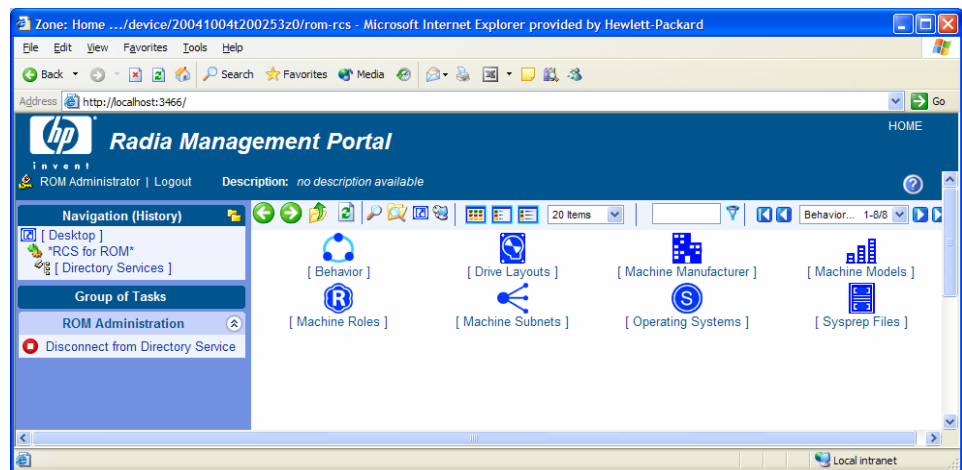 Zone: Home .../device/20041004t200253z0/rom-rcs - Microsoft Internet Explorer provided by Hewlett-Packard
File Edit View Favorites Tools Help
Back Search Favorites Media
Address http://localhost:3466/ Go
hp Radia Management Portal HOME
invent
ROM Administrator | Logout Description: no description available
Navigation (History) 20 Items Behavior... 1-8/8
[ Desktop ]
*RCS for ROM*
[ Directory Services ]
Group of Tasks
ROM Administration
Disconnect from Directory Service
[ Behavior ] [ Drive Layouts ] [ Machine Manufacturer ] [ Machine Models ]
R S
[ Machine Roles ] [ Machine Subnets ] [ Operating Systems ] [ Sysprep Files ]
Local intranet